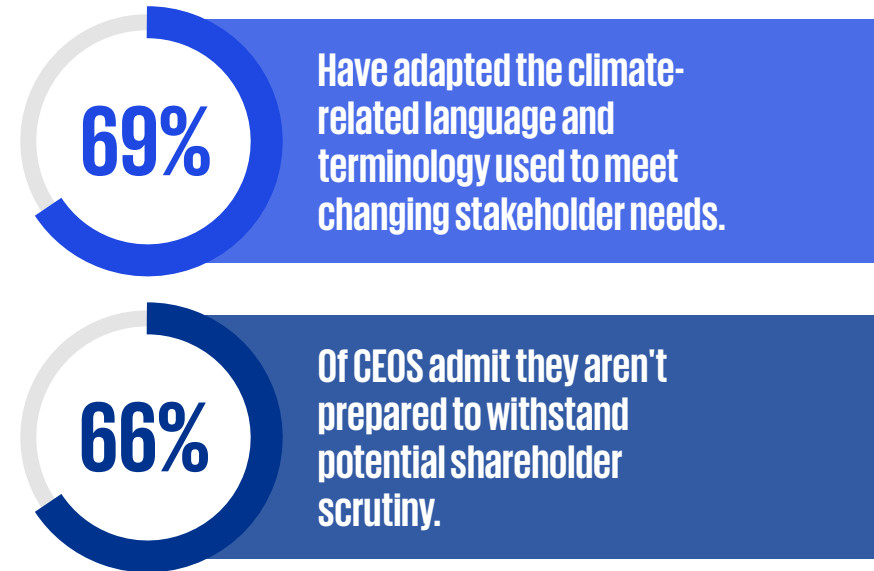 69%
Have adapted the climate-
related language and
terminology used to meet
changing stakeholder needs.
66%
Of CEOS admit they aren't
prepared to withstand
potential shareholder
scrutiny.